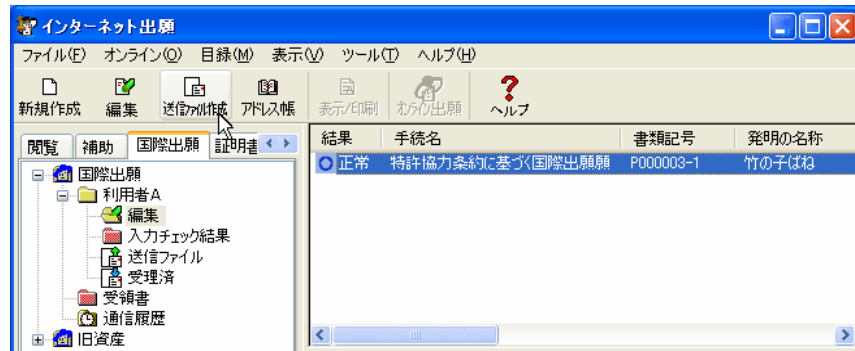 インターネット出願
ファイル(F) オンライン(O) 目録(M) 表示(V) ツール(T) ヘルプ(H)
新規作成 編集 送信ファイル作成 アドレス帳 表示/印刷 オンライン出願 ヘルプ
閲覧 補助 国際出願 証明書
国際出願
利用者A
編集
入力チェック結果
送信ファイル
受理済
受領書
通信履歴
旧資産
結果 手続名 書類記号 発明の名称
正常 特許協力条約に基づく国際出願願 P000003-1 竹の子ばね